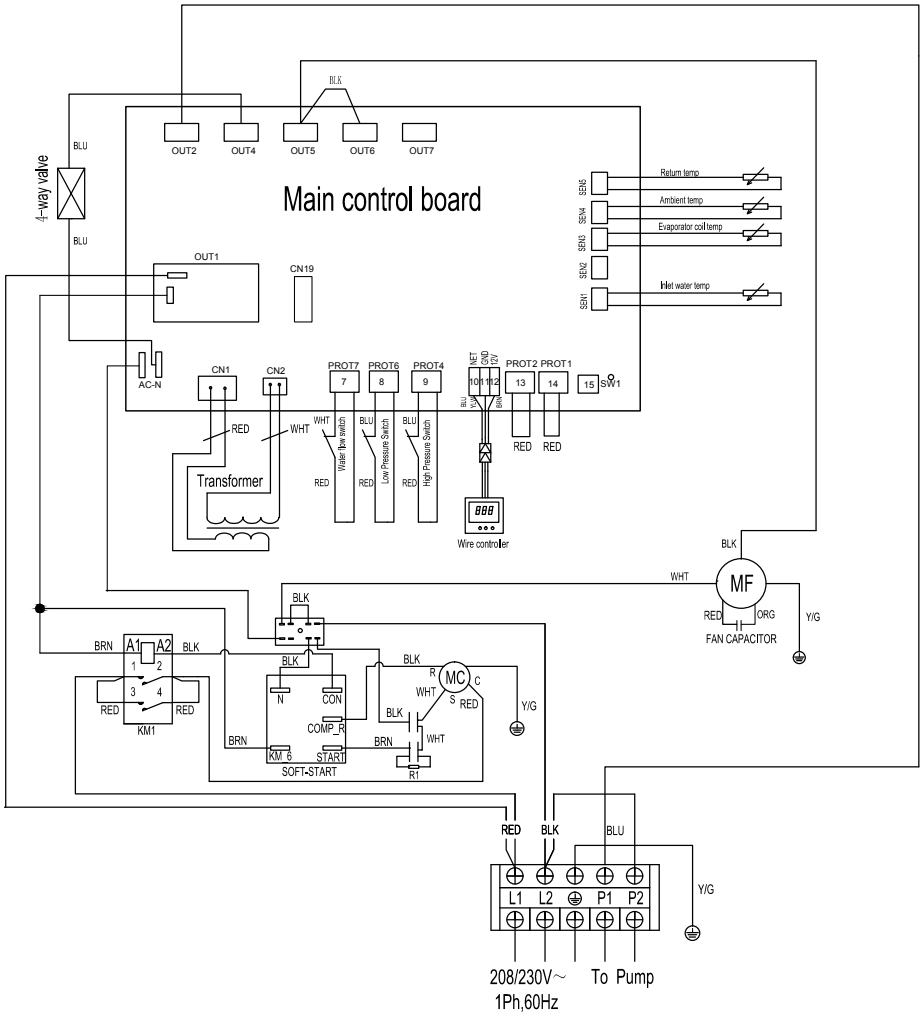 BLK
OUT2
OUT4
OUT5
OUT6
OUT7
BLU
4-way valve
BLU
Main control board
SEN5
Return temp
SEN4
Ambient temp
SEN3
Evaporator coil temp
SEN2
SEN1
Inlet water temp
OUT1
CN19
AC-N
CN1
CN2
PROT7
7
PROT6
8
PROT4
9
NET
GND
12V
10
11
12
PROT2
13
PROT1
14
15
SW1
RED
WHT
WHT
Water flow switch
RED
BLU
Low Pressure Switch
RED
BLU
High Pressure Switch
RED
BLU
YLW
BRN
RED
RED
Transformer
888
Wire controller
BLK
WHT
MF
RED
ORG
FAN CAPACITOR
Y/G
BLK
BRN
A1
A2
BLK
1
2
3
4
RED
RED
KM1
BLK
N
CON
COMP_R
KM_6
START
SOFT-START
BRN
BLK
R
MC
C
S
WHT
RED
BLK
WHT
BRN
R1
Y/G
RED
BLK
BLU
Y/G
L1
L2
P1
P2
208/230V~
1Ph,60Hz
To Pump